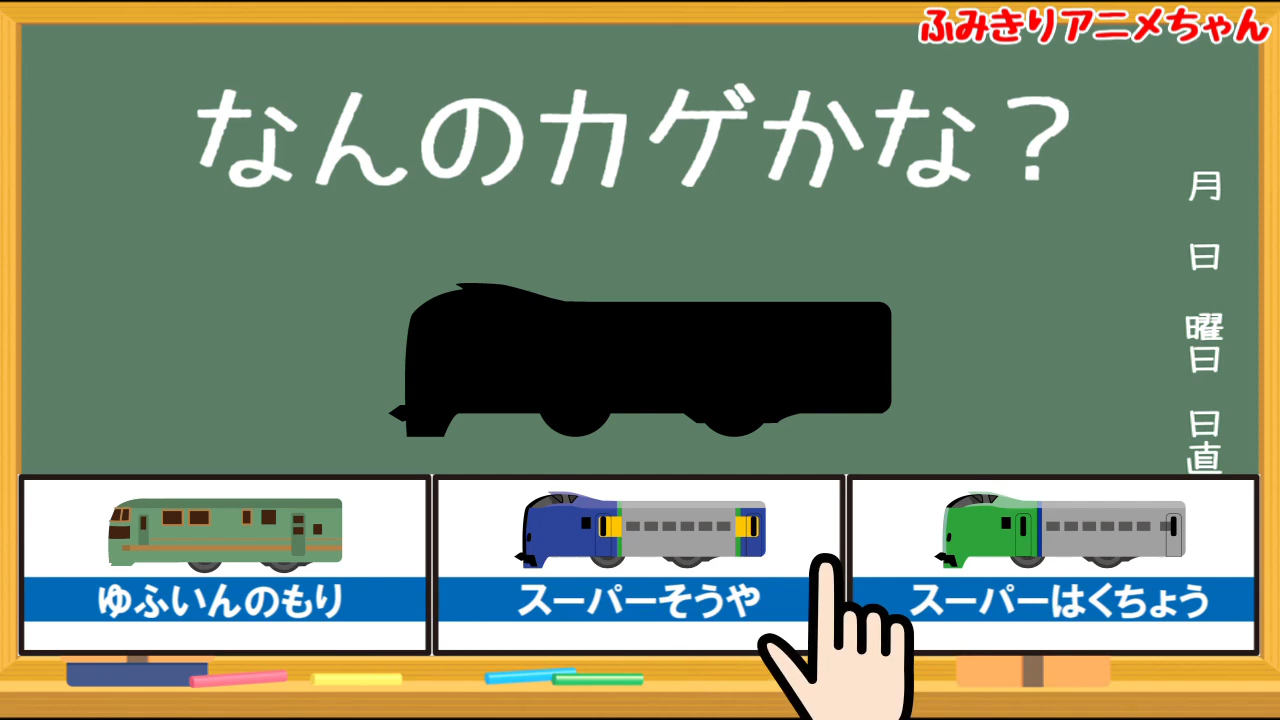 ふみきりアニメちゃん
なんのカゲかな?
月
日
曜
日
日
直
ゆふいんのもり
スーパーそうや
スーパーはくちょう